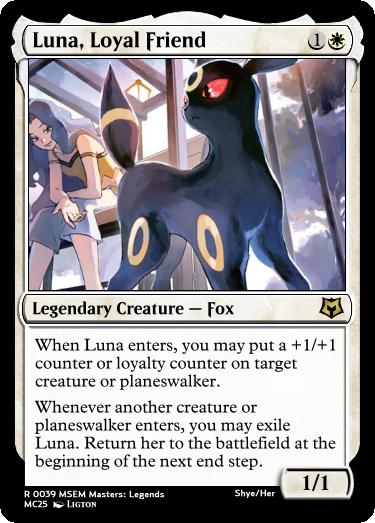 Luna, Loyal Friend 1
Legendary Creature — Fox
When Luna enters, you may put a +1/+1
counter or loyalty counter on target
creature or planeswalker.
Whenever another creature or
planeswalker enters, you may exile
Luna. Return her to the battlefield at the
beginning of the next end step.
1/1
R 0039 MSEM Masters: Legends Shye/Her
MC25 LIGTON